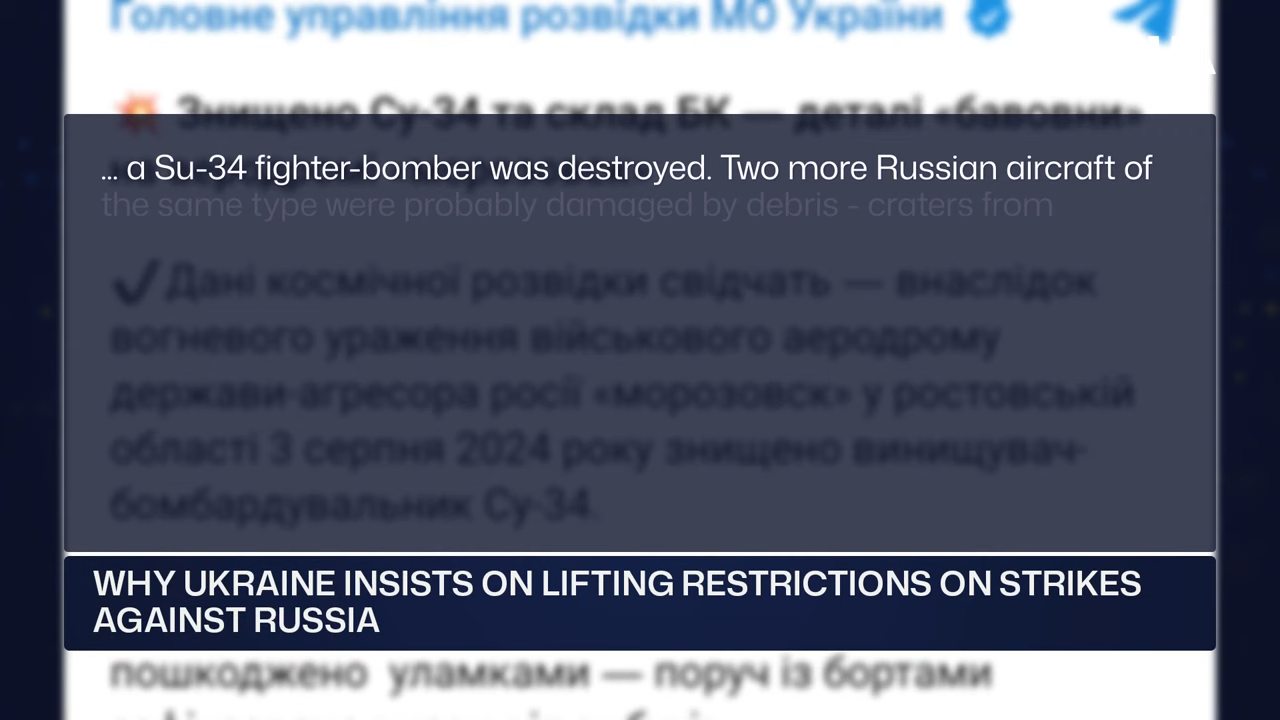 Головне управління розвідки МО України
Знищено Су-34 та склад БК — деталі «бавовни»
... a Su-34 fighter-bomber was destroyed. Two more Russian aircraft of
the same type were probably damaged by debris - craters from
Дані космічної розвідки свідчать — внаслідок
вогневого ураження військового аеродрому
держави-агресора росії «морозовск» у ростовській
області 3 серпня 2024 року знищено винищувач-
бомбардувальник Су-34.
WHY UKRAINE INSISTS ON LIFTING RESTRICTIONS ON STRIKES
AGAINST RUSSIA
пошкоджено уламками — поруч із бортами